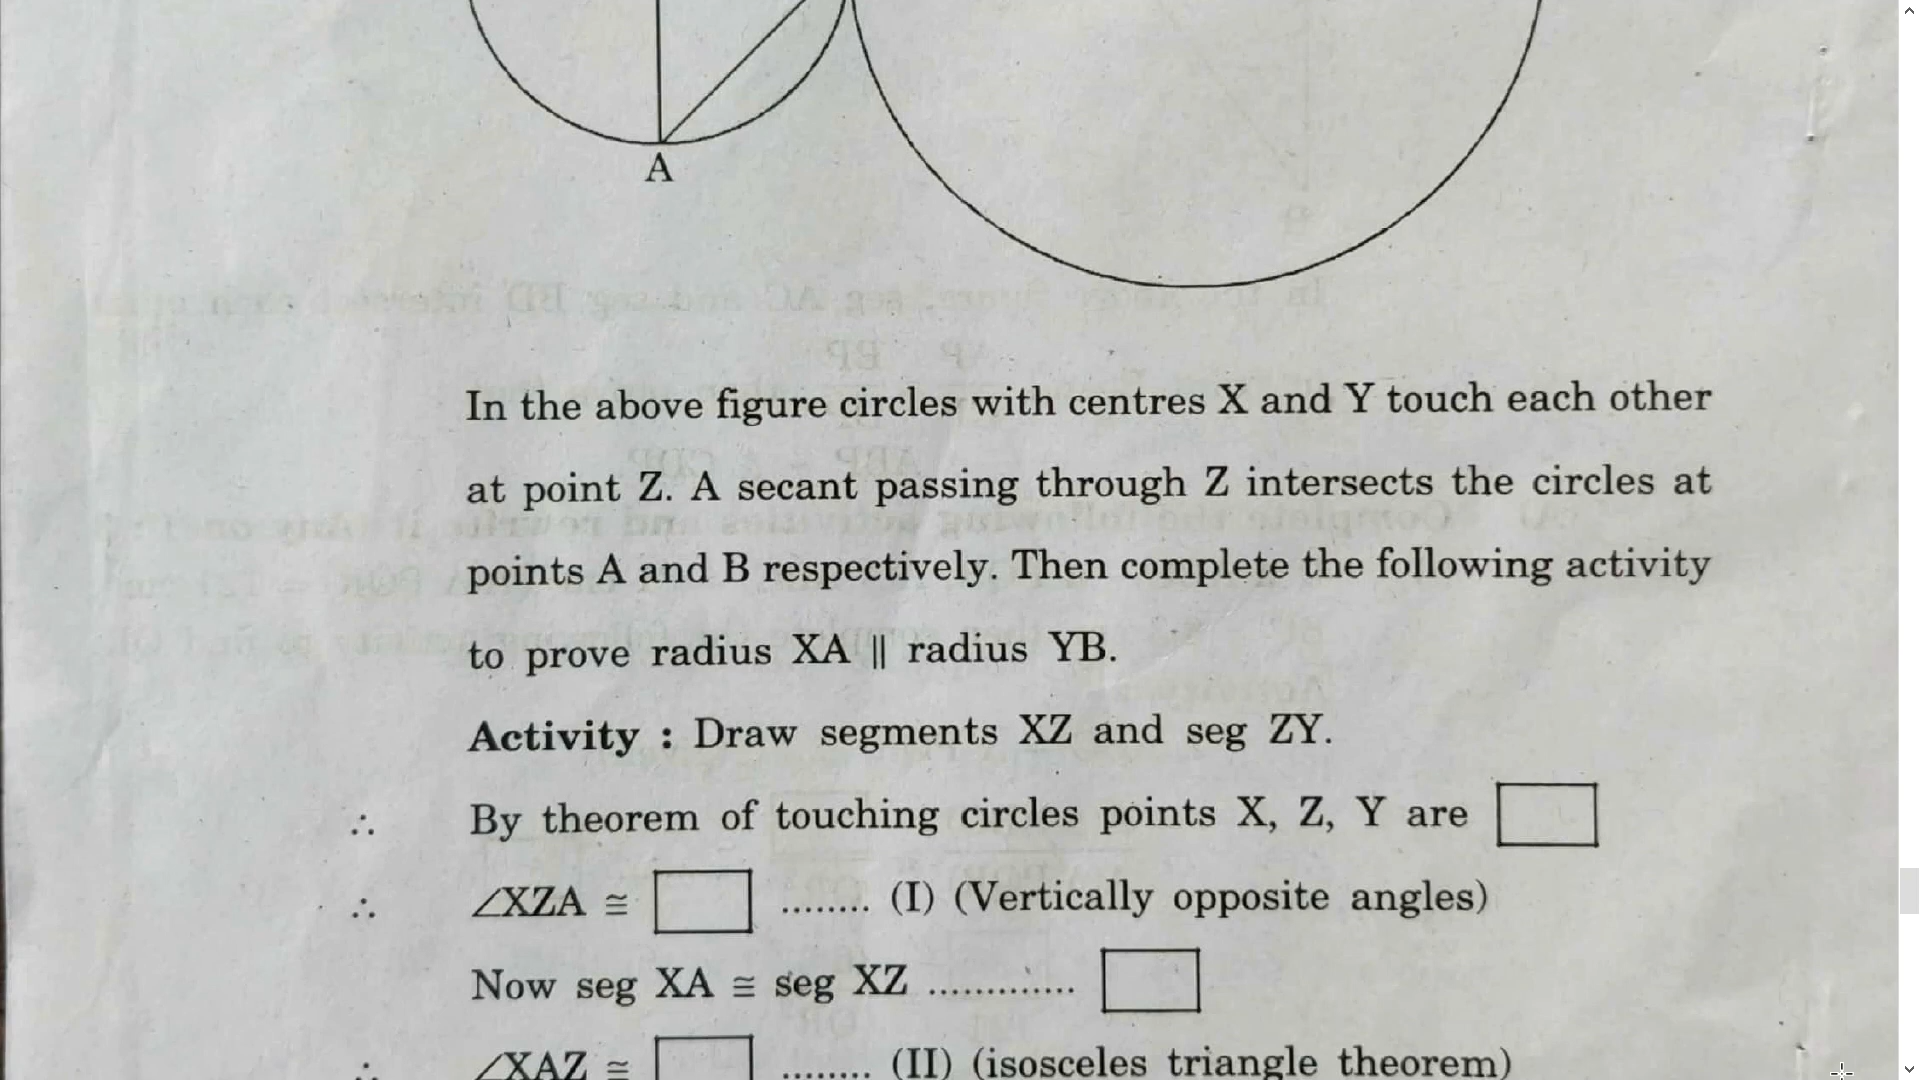 A
In the above figure circles with centres X and Y touch each other
at point Z. A secant passing through Z intersects the circles at
points A and B respectively. Then complete the following activity
to prove radius XA || radius YB.
Activity : Draw segments XZ and seg ZY.
∴ By theorem of touching circles points X, Z, Y are
∴ ∠XZA ≅ ........ (I) (Vertically opposite angles)
Now seg XA ≅ seg XZ .............
∴ ∠XAZ ≅ ........ (II) (isosceles triangle theorem)